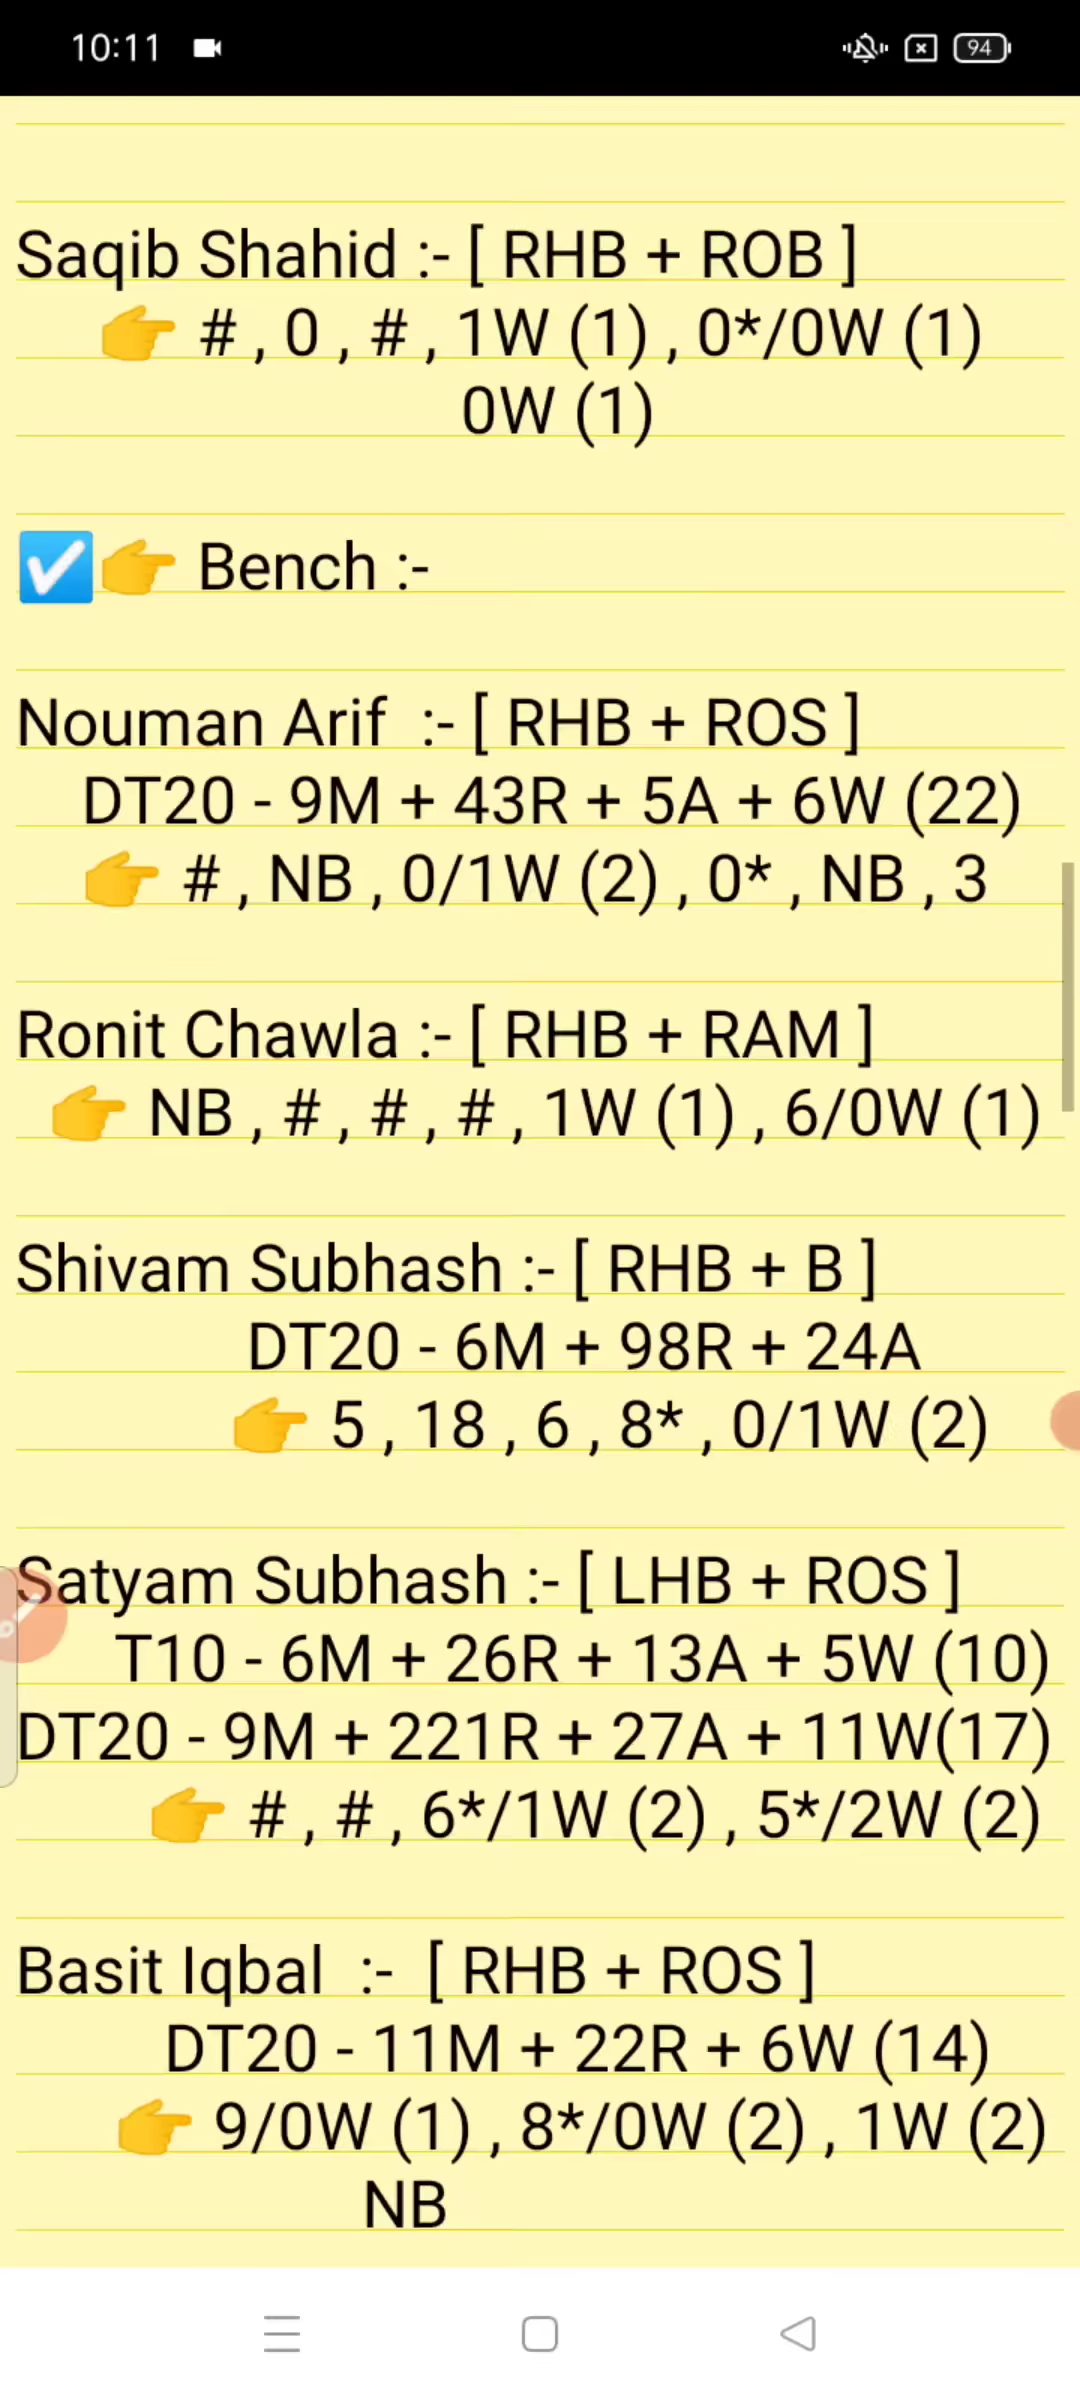 10:11
94
Saqib Shahid :- [ RHB + ROB ]
👉 # , 0 , # , 1W (1) , 0*/0W (1)
0W (1)
☑️👉 Bench :-
Nouman Arif :- [ RHB + ROS ]
DT20 - 9M + 43R + 5A + 6W (22)
👉 # , NB , 0/1W (2) , 0* , NB , 3
Ronit Chawla :- [ RHB + RAM ]
👉 NB , # , # , # , 1W (1) , 6/0W (1)
Shivam Subhash :- [ RHB + B ]
DT20 - 6M + 98R + 24A
👉 5 , 18 , 6 , 8* , 0/1W (2)
Satyam Subhash :- [ LHB + ROS ]
T10 - 6M + 26R + 13A + 5W (10)
DT20 - 9M + 221R + 27A + 11W(17)
👉 # , # , 6*/1W (2) , 5*/2W (2)
Basit Iqbal :- [ RHB + ROS ]
DT20 - 11M + 22R + 6W (14)
👉 9/0W (1) , 8*/0W (2) , 1W (2)
NB